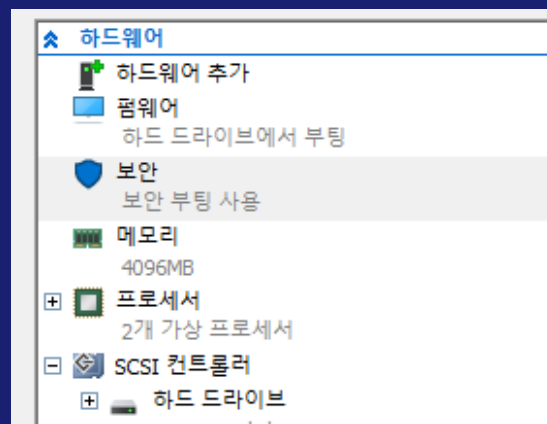 하드웨어
하드웨어 추가
펌웨어
하드 드라이브에서 부팅
보안
보안 부팅 사용
메모리
4096MB
프로세서
2개 가상 프로세서
SCSI 컨트롤러
하드 드라이브